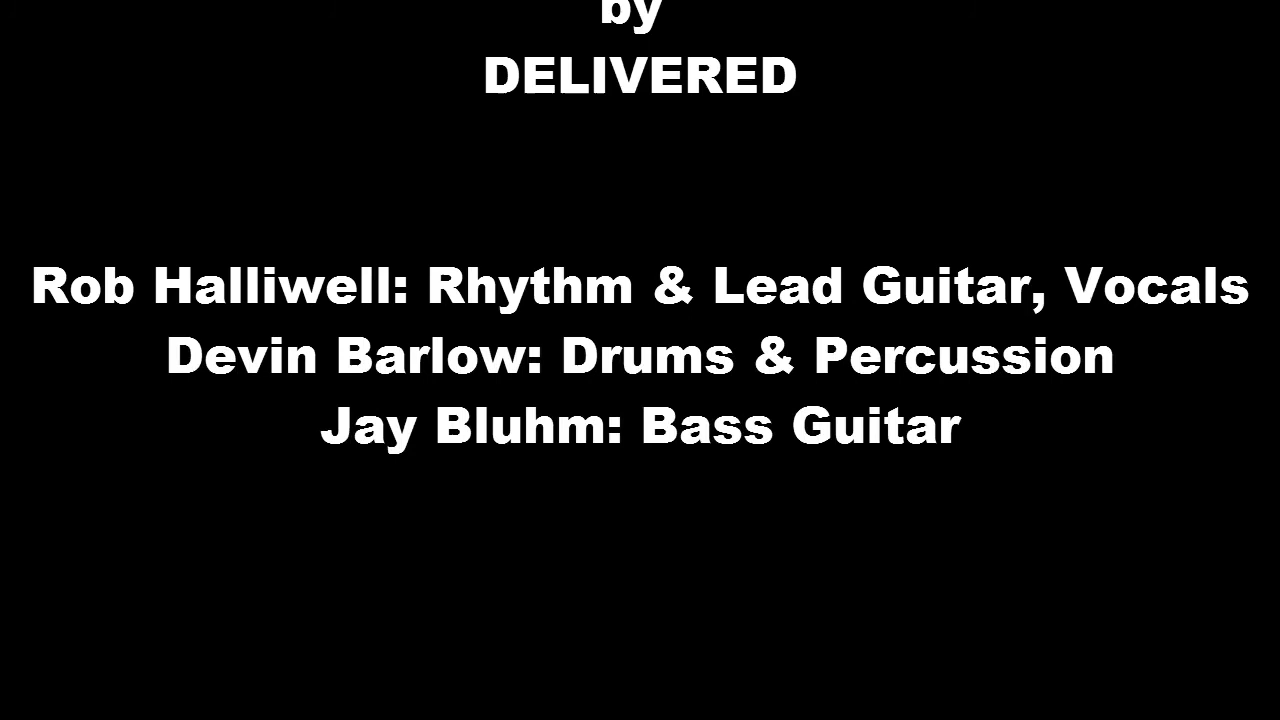 by
DELIVERED
Rob Halliwell: Rhythm & Lead Guitar, Vocals
Devin Barlow: Drums & Percussion
Jay Bluhm: Bass Guitar